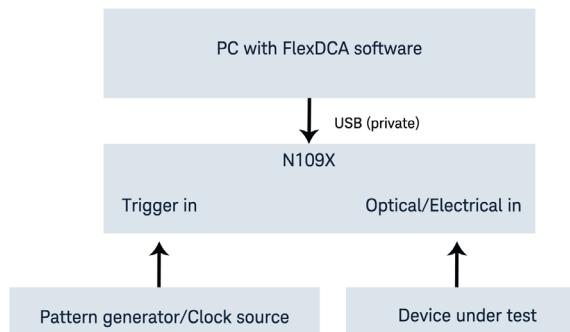 PC with FlexDCA software
USB (private)
N109X
Trigger in
Optical/Electrical in
Pattern generator/Clock source
Device under test